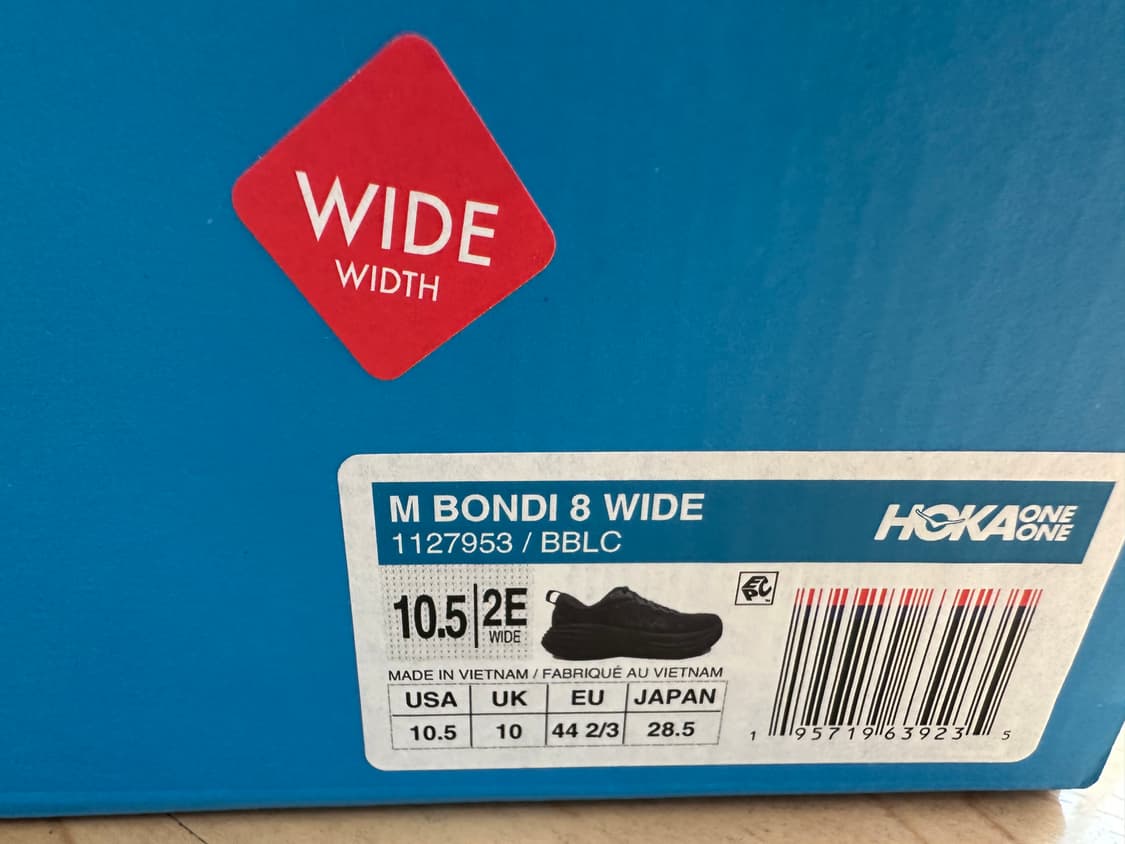 WIDE
WIDTH
M BONDI 8 WIDE
1127953 / BBLC
HOKA ONE ONE
10.5 2E
WIDE
EPC
MADE IN VIETNAM / FABRIQUÉ AU VIETNAM
USA UK EU JAPAN
10.5 10 44 2/3 28.5
1 95719 63923 5